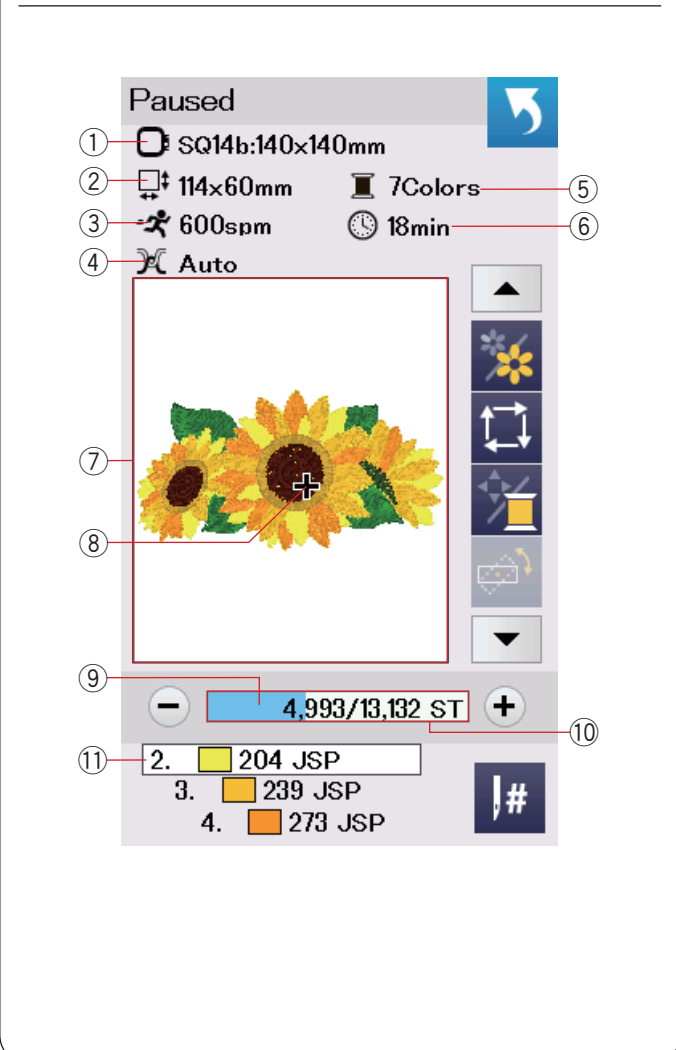 Paused
① SQ14b:140x140mm
② 114x60mm 7Colors ⑤
③ 600spm 18min ⑥
④ Auto
⑦
⑧
⑨
− 4,993/13,132 ST +
⑩
⑪ 2. 204 JSP
3. 239 JSP
4. 273 JSP
#